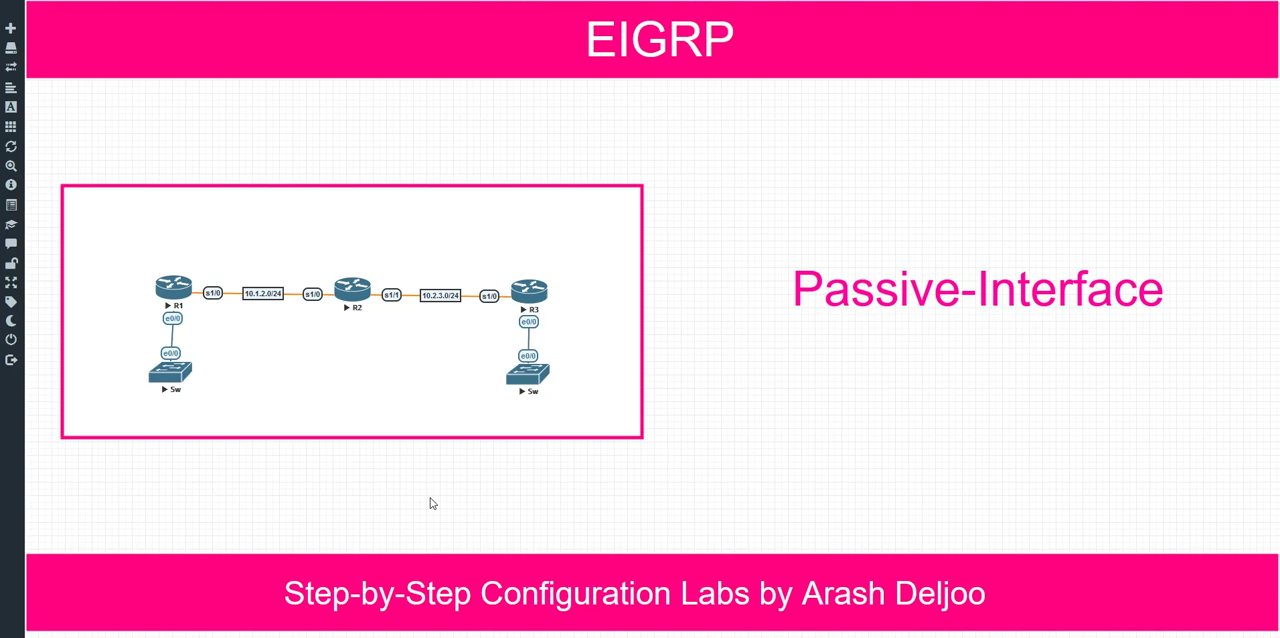 EIGRP
s1/0 10.1.2.0/24 s1/0 s1/1 10.2.3.0/24 s1/0
R1 R2 R3
e0/0 e0/0
e0/0 e0/0
Sw Sw
Passive-Interface
Step-by-Step Configuration Labs by Arash Deljoo